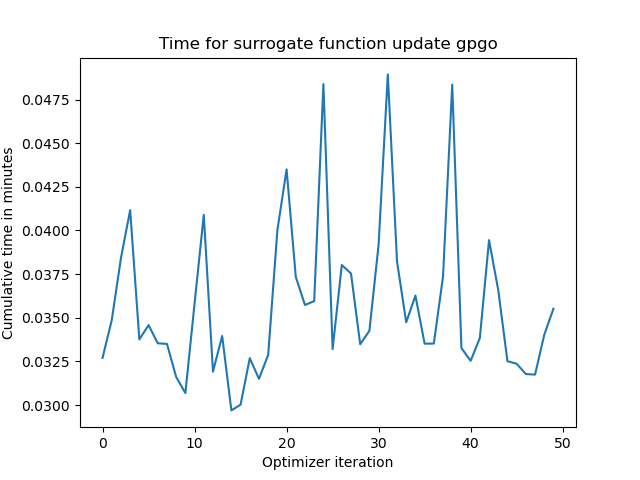 Time for surrogate function update gpgo
Cumulative time in minutes
0.0475
0.0450
0.0425
0.0400
0.0375
0.0350
0.0325
0.0300
0 10 20 30 40 50
Optimizer iteration